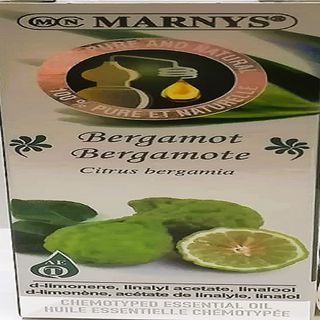 MN MARNYS®
PURE AND NATURAL
100% PURE ET NATURELLE
Bergamot
Bergamote
Citrus bergamia
AE
T
d-limonene, linalyl acetate, linalool
d-limonène, acétate de linalyle, linalol
CHEMOTYPED ESSENTIAL OIL
HUILE ESSENTIELLE CHÉMOTYPÉE